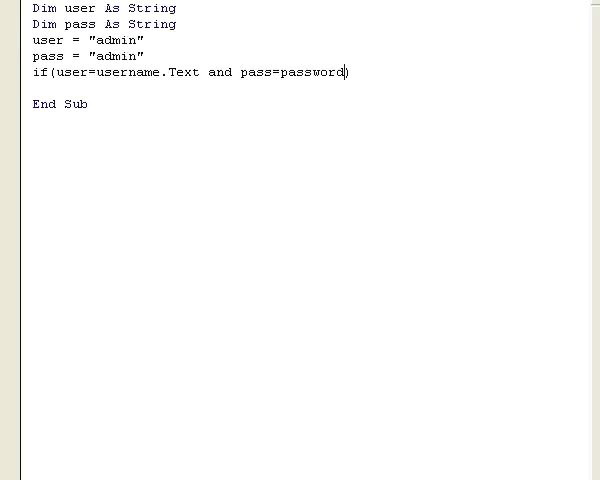 Dim user As String
Dim pass As String
user = "admin"
pass = "admin"
if(user=username.Text and pass=password)
End Sub